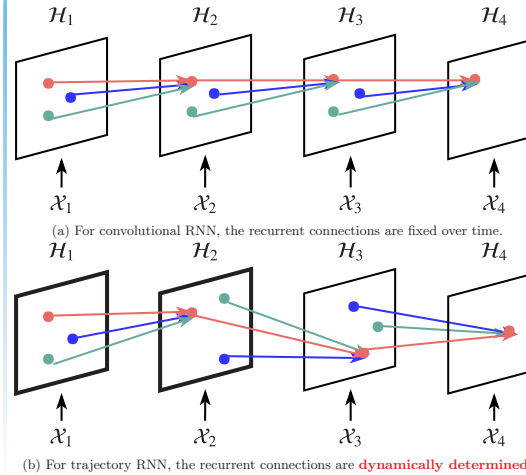 ℋ₁ ℋ₂ ℋ₃ ℋ₄
𝒳₁ 𝒳₂ 𝒳₃ 𝒳₄
(a) For convolutional RNN, the recurrent connections are fixed over time.
ℋ₁ ℋ₂ ℋ₃ ℋ₄
𝒳₁ 𝒳₂ 𝒳₃ 𝒳₄
(b) For trajectory RNN, the recurrent connections are dynamically determined